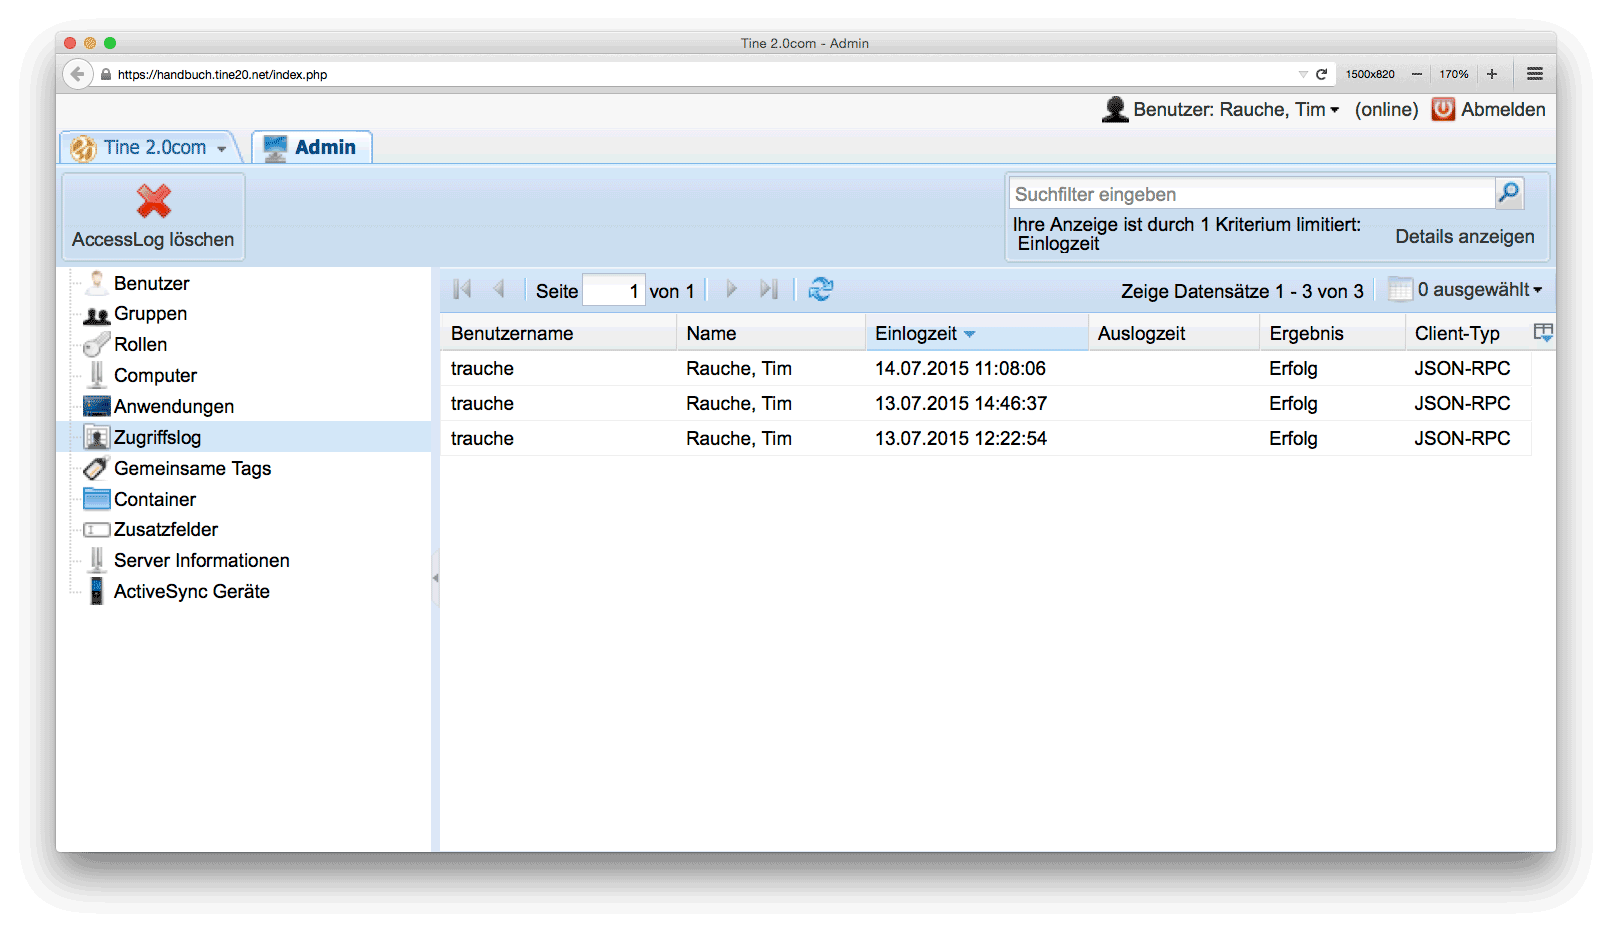 Tine 2.0com - Admin
https://handbuch.tine20.net/index.php
1500x820
170%
Benutzer: Rauche, Tim
(online)
Abmelden
Tine 2.0com
Admin
AccessLog löschen
Suchfilter eingeben
Ihre Anzeige ist durch 1 Kriterium limitiert:
Einlogzeit
Details anzeigen
Benutzer
Gruppen
Rollen
Computer
Anwendungen
Zugriffslog
Gemeinsame Tags
Container
Zusatzfelder
Server Informationen
ActiveSync Geräte
Seite 1 von 1
Zeige Datensätze 1 - 3 von 3
0 ausgewählt
Benutzername Name Einlogzeit Auslogzeit Ergebnis Client-Typ
trauche Rauche, Tim 14.07.2015 11:08:06 Erfolg JSON-RPC
trauche Rauche, Tim 13.07.2015 14:46:37 Erfolg JSON-RPC
trauche Rauche, Tim 13.07.2015 12:22:54 Erfolg JSON-RPC